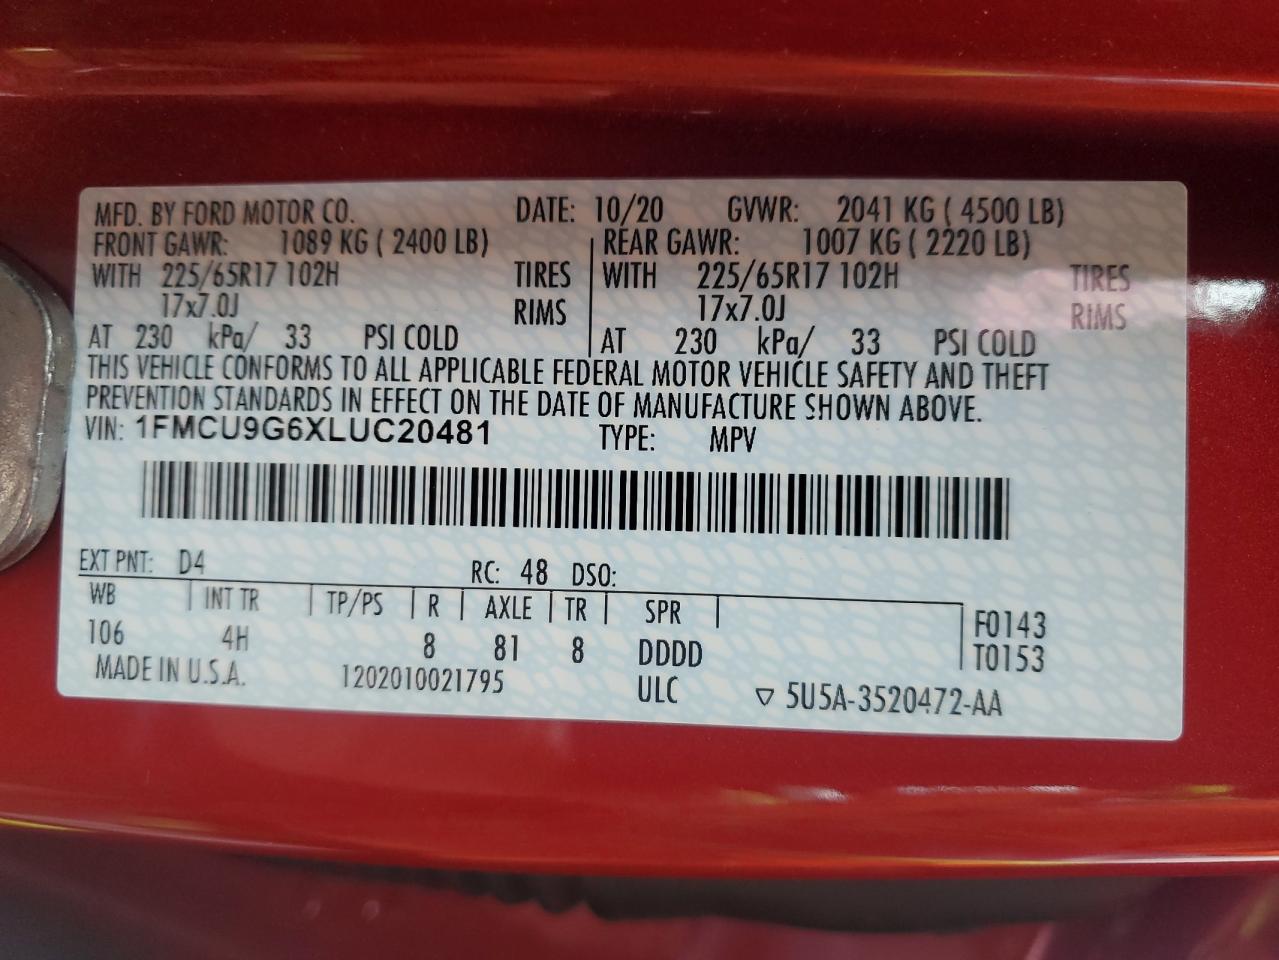 MFD. BY FORD MOTOR CO. DATE: 10/20 GVWR: 2041 KG ( 4500 LB)
FRONT GAWR: 1089 KG ( 2400 LB) REAR GAWR: 1007 KG ( 2220 LB)
WITH 225/65R17 102H TIRES WITH 225/65R17 102H TIRES
17x7.0J RIMS 17x7.0J RIMS
AT 230 kPa/ 33 PSI COLD AT 230 kPa/ 33 PSI COLD
THIS VEHICLE CONFORMS TO ALL APPLICABLE FEDERAL MOTOR VEHICLE SAFETY AND THEFT
PREVENTION STANDARDS IN EFFECT ON THE DATE OF MANUFACTURE SHOWN ABOVE.
VIN: 1FMCU9G6XLUC20481 TYPE: MPV
EXT PNT: D4 RC: 48 DSO:
WB INT TR TP/PS R AXLE TR SPR F0143
106 4H 8 81 8 DDDD T0153
MADE IN U.S.A. 1202010021795 ULC ▽ 5U5A-3520472-AA